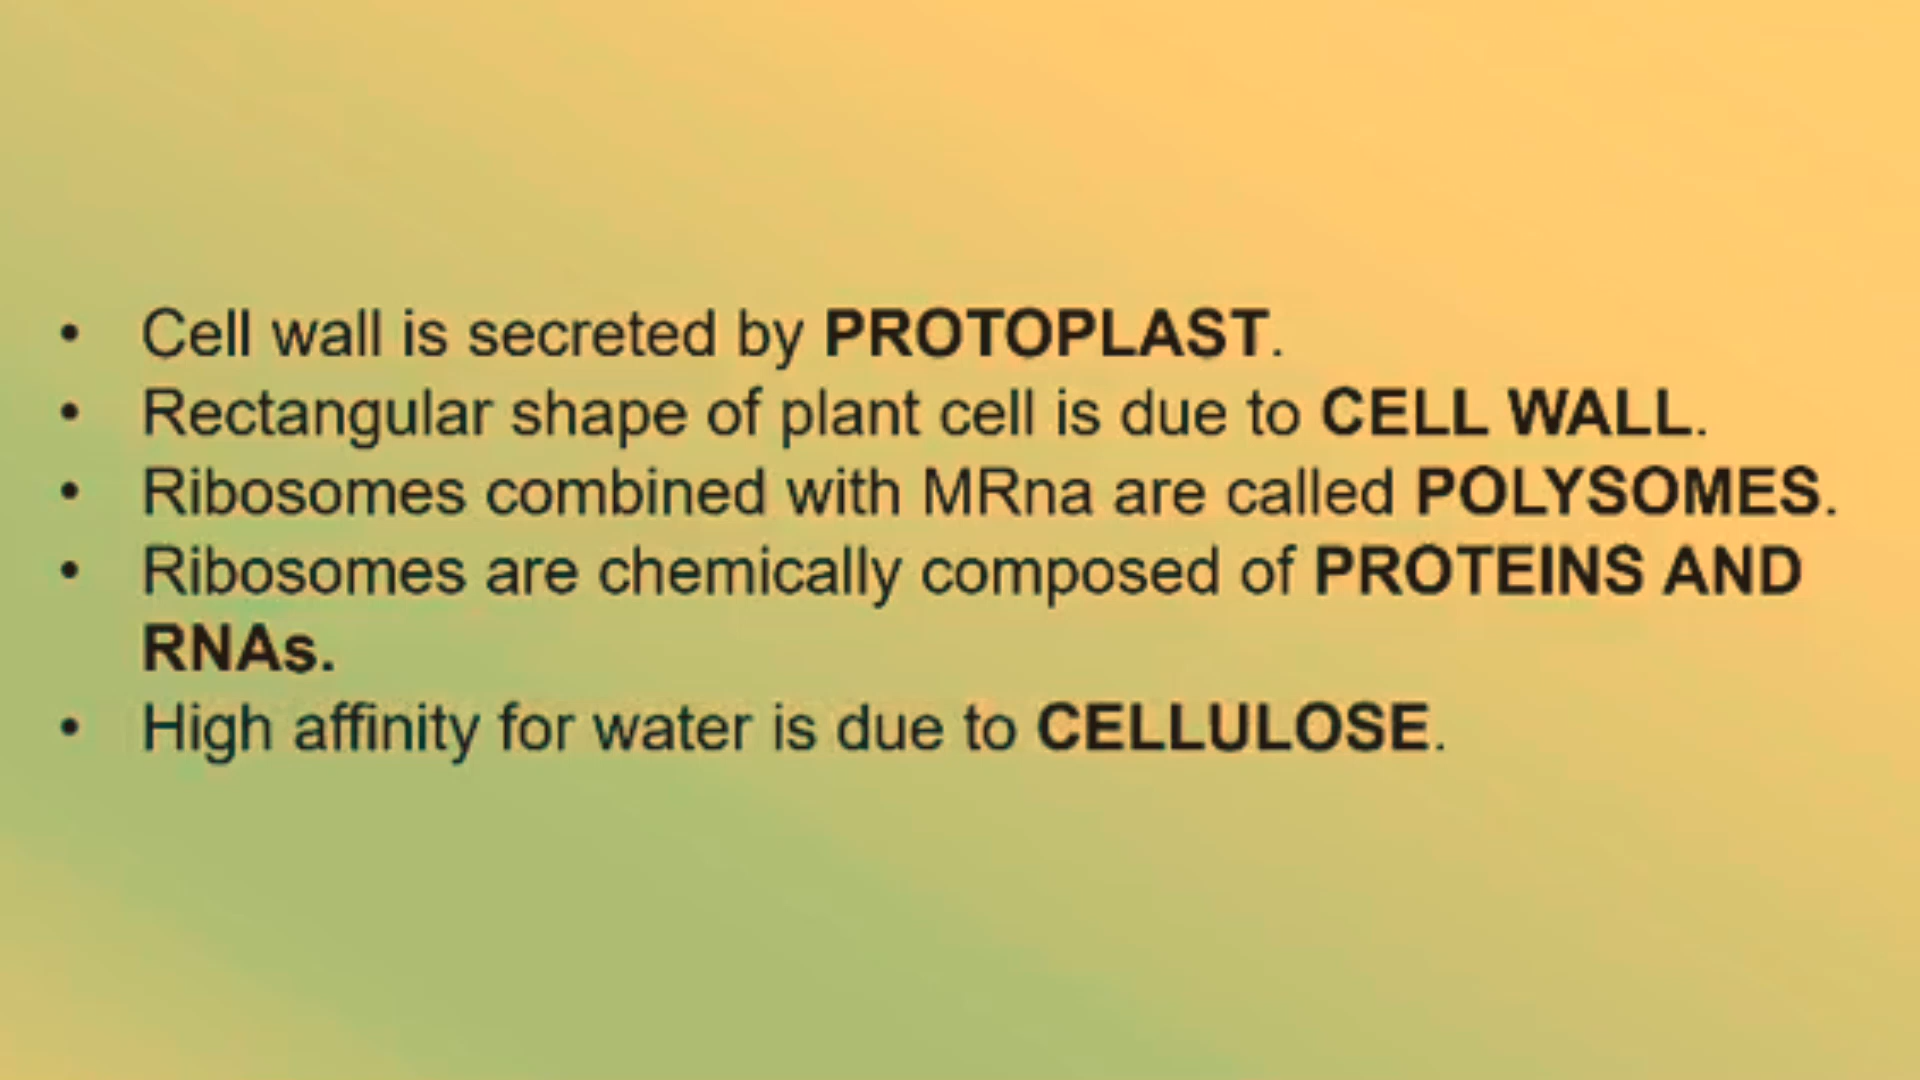 • Cell wall is secreted by PROTOPLAST.
• Rectangular shape of plant cell is due to CELL WALL.
• Ribosomes combined with MRna are called POLYSOMES.
• Ribosomes are chemically composed of PROTEINS AND
RNAs.
• High affinity for water is due to CELLULOSE.